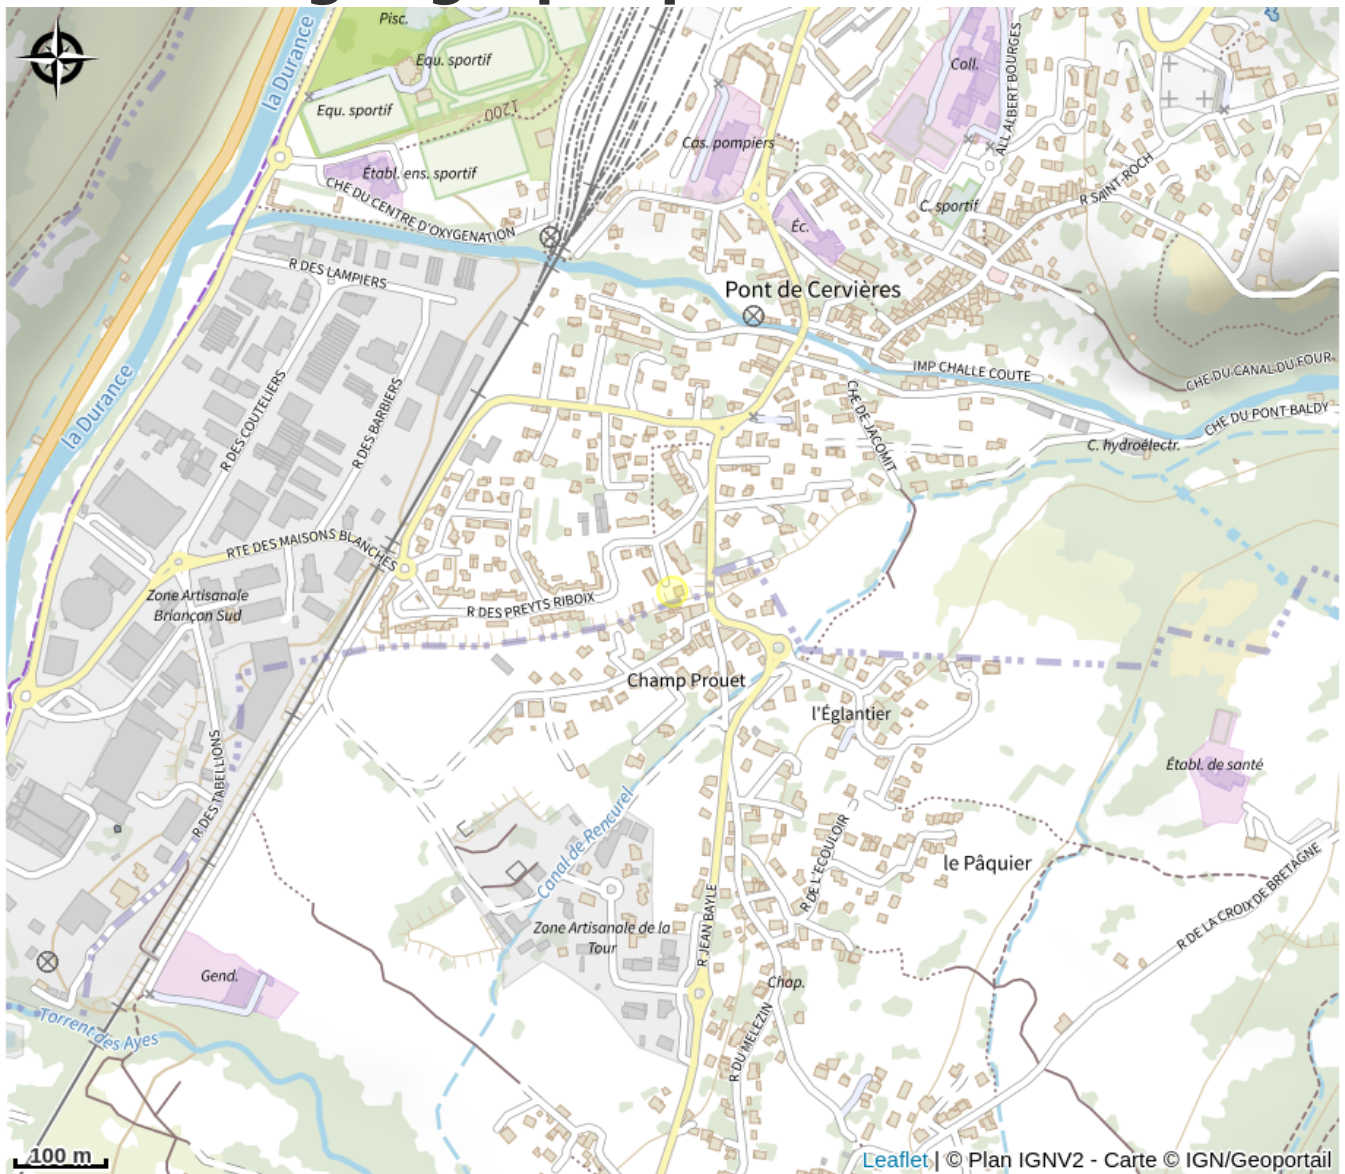 Pisc.
la Durance
Equ. sportif
Equ. sportif
1200
Coll.
ALL ALBERT BOURGES
Cas. pompiers
Établ. ens. sportif
CHE DU CENTRE D'OXYGENATION
C. sportif
R SAINT-ROCH
Éc.
R DES LAMPIERS
Pont de Cervières
IMP CHALLE COUTE
CHE DU CANAL DU FOUR
la Durance
R DES COUTELIERS
R DES BARBIERS
CHE DE JACOMIT
CHE DU PONT BALDY
C. hydroélectr.
RTE DES MAISONS BLANCHES
Zone Artisanale
Briançon Sud
R DES PREYTS RIBOIX
Champ Prouet
l'Églantier
R DES TABELLIONS
Établ. de santé
Canal de Rencurel
R DE L'ECOULOIR
le Pâquier
R DE LA CROIX DE BRETAGNE
Zone Artisanale de la
Tour
R JEAN BAYLE
Gend.
Chap.
Torrent des Ayes
R DU MELEZIN
100 m
Leaflet | © Plan IGNV2 - Carte © IGN/Geoportail